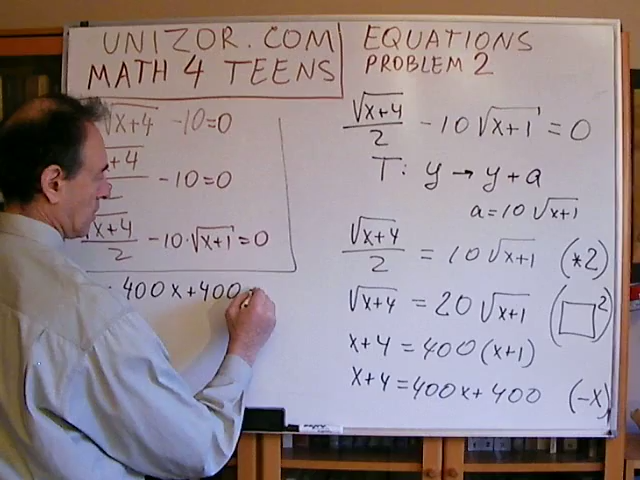 UNIZOR.COM
MATH 4 TEENS
√x+4 -10=0
+4 - 10=0
√x+4/2 - 10·√x+1 = 0
400x+400
EQUATIONS
PROBLEM 2
√x+4/2 - 10√x+1 = 0
T: y → y+a
a=10√x+1
√x+4/2 = 10√x+1 (*2)
√x+4 = 20√x+1 (□²)
x+4 = 400(x+1)
x+4=400x+400 (-x)